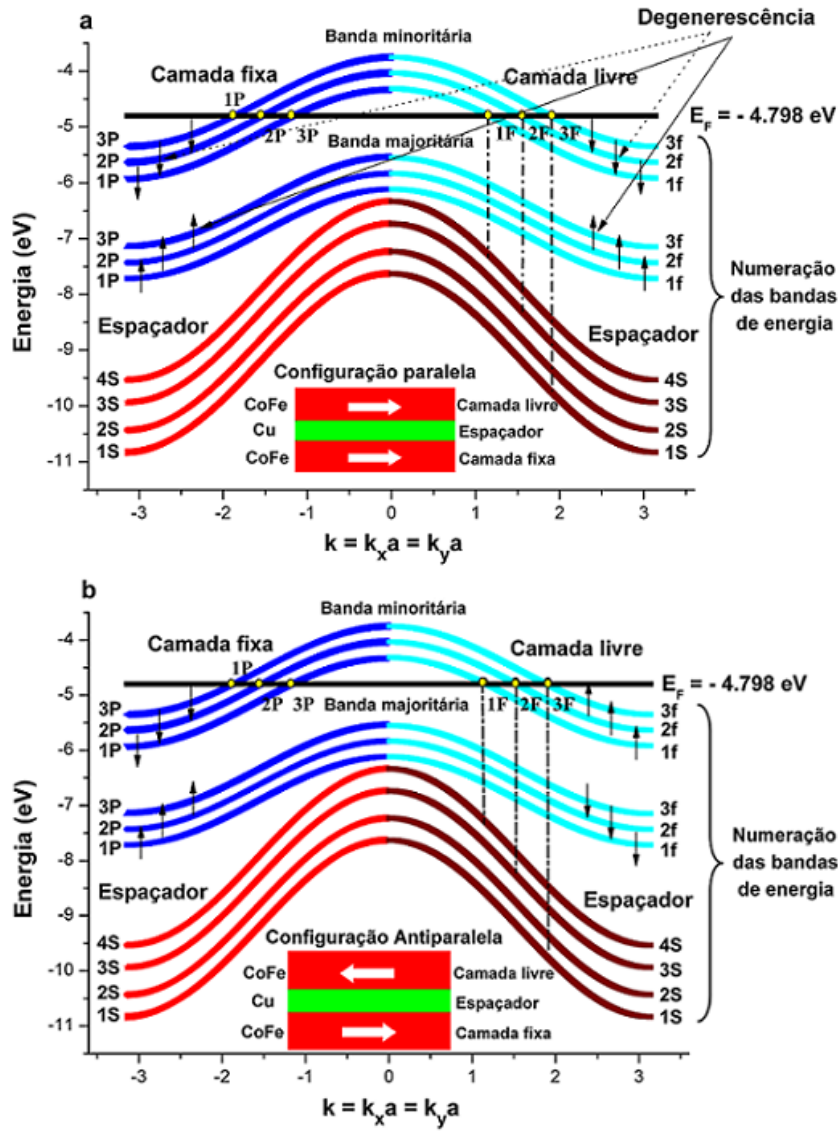 a
Degenerescência
Banda minoritária
Camada fixa
Camada livre
-4
1P
2P 3P
1F 2F 3F
E_F = - 4.798 eV
-5
Banda majoritária
3P
2P
1P
3f
2f
1f
-6
-7
3P
2P
1P
3f
2f
1f
Energia (eV)
Numeração
das bandas
de energia
-8
Espaçador
Espaçador
-9
4S
3S
2S
1S
4S
3S
2S
1S
-10
-11
Configuração paralela
CoFe Camada livre
Cu Espaçador
CoFe Camada fixa
-3 -2 -1 0 1 2 3
k = k_x a = k_y a
b
Banda minoritária
Camada fixa
Camada livre
-4
1P
2P 3P
1F 2F 3F
E_F = - 4.798 eV
-5
Banda majoritária
3P
2P
1P
3f
2f
1f
-6
-7
3P
2P
1P
3f
2f
1f
Energia (eV)
Numeração
das bandas
de energia
-8
Espaçador
Espaçador
-9
4S
3S
2S
1S
4S
3S
2S
1S
-10
-11
Configuração Antiparalela
CoFe Camada livre
Cu Espaçador
CoFe Camada fixa
-3 -2 -1 0 1 2 3
k = k_x a = k_y a